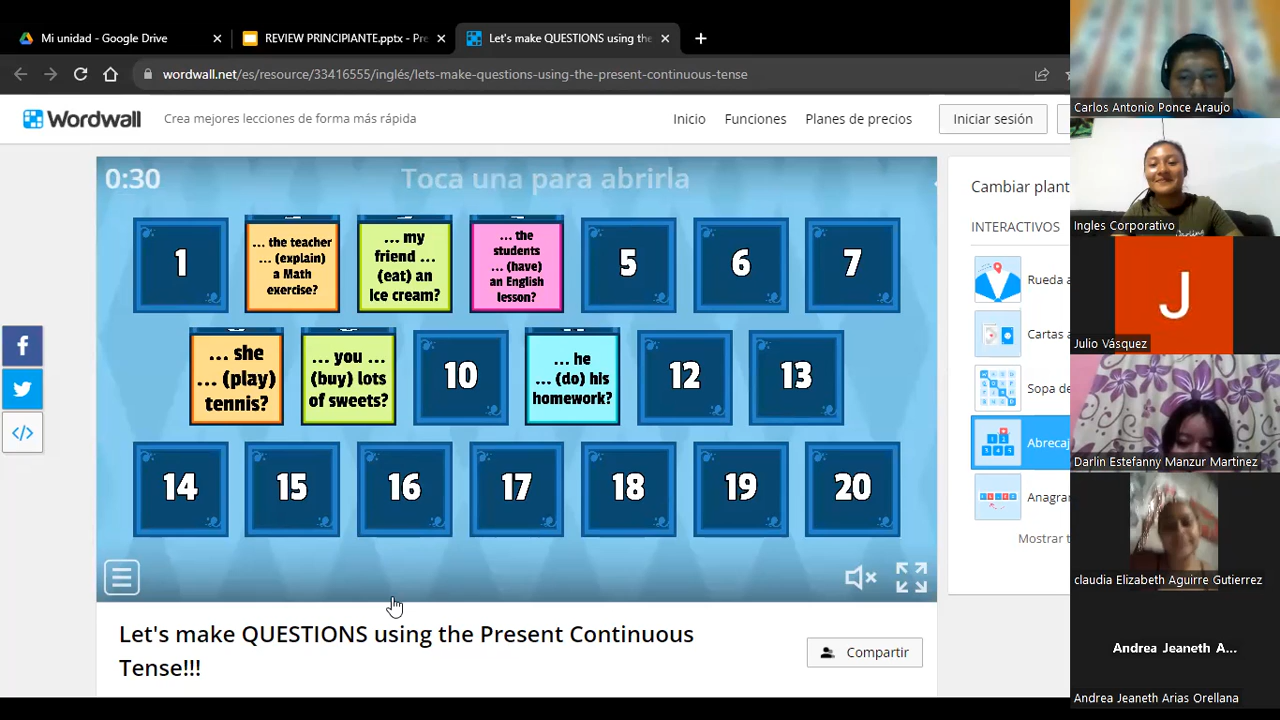 Mi unidad - Google Drive
REVIEW PRINCIPIANTE.pptx - Pre
Let's make QUESTIONS using the
wordwall.net/es/resource/33416555/inglés/lets-make-questions-using-the-present-continuous-tense
Wordwall
Crea mejores lecciones de forma más rápida
Inicio
Funciones
Planes de precios
Iniciar sesión
0:30
Toca una para abrirla
1
... the teacher
... (explain)
a Math
exercise?
... my
friend ...
(eat) an
Ice cream?
... the
students
... (have)
an English
lesson?
5
6
7
... she
... (play)
tennis?
... you ...
(buy) lots
of sweets?
10
... he
... (do) his
homework?
12
13
14
15
16
17
18
19
20
Let's make QUESTIONS using the Present Continuous
Tense!!!
Compartir
Cambiar plant
INTERACTIVOS
Rueda a
Cartas a
Sopa de
Abrecaj
Anagran
Mostrar t
Carlos Antonio Ponce Araujo
Ingles Corporativo
J
Julio Vásquez
Darlin Estefanny Manzur Martinez
claudia Elizabeth Aguirre Gutierrez
Andrea Jeaneth A...
Andrea Jeaneth Arias Orellana